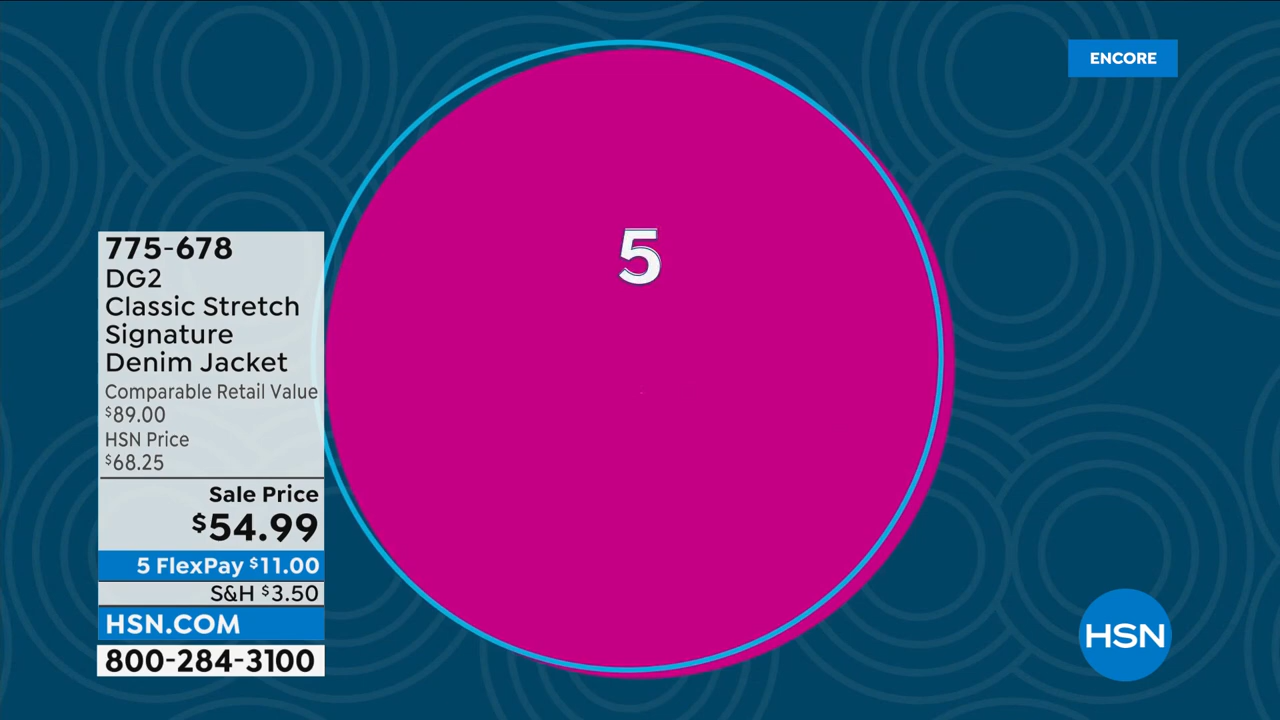 ENCORE
5
775-678
DG2
Classic Stretch
Signature
Denim Jacket
Comparable Retail Value
$89.00
HSN Price
$68.25
Sale Price
$54.99
5 FlexPay $11.00
S&H $3.50
HSN.COM
800-284-3100
HSN